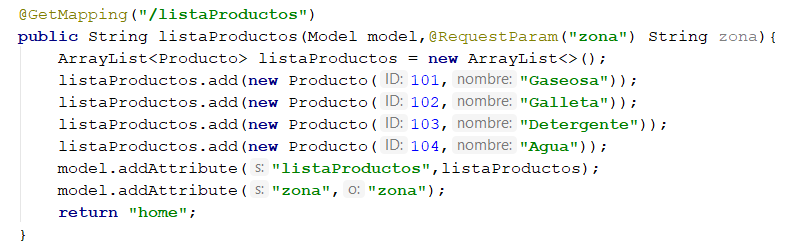 @GetMapping("/listaProductos")
public String listaProductos(Model model,@RequestParam("zona") String zona){
    ArrayList<Producto> listaProductos = new ArrayList<>();
    listaProductos.add(new Producto( ID: 101, nombre: "Gaseosa"));
    listaProductos.add(new Producto( ID: 102, nombre: "Galleta"));
    listaProductos.add(new Producto( ID: 103, nombre: "Detergente"));
    listaProductos.add(new Producto( ID: 104, nombre: "Agua"));
    model.addAttribute( s: "listaProductos",listaProductos);
    model.addAttribute( s: "zona", o: "zona");
    return "home";
}